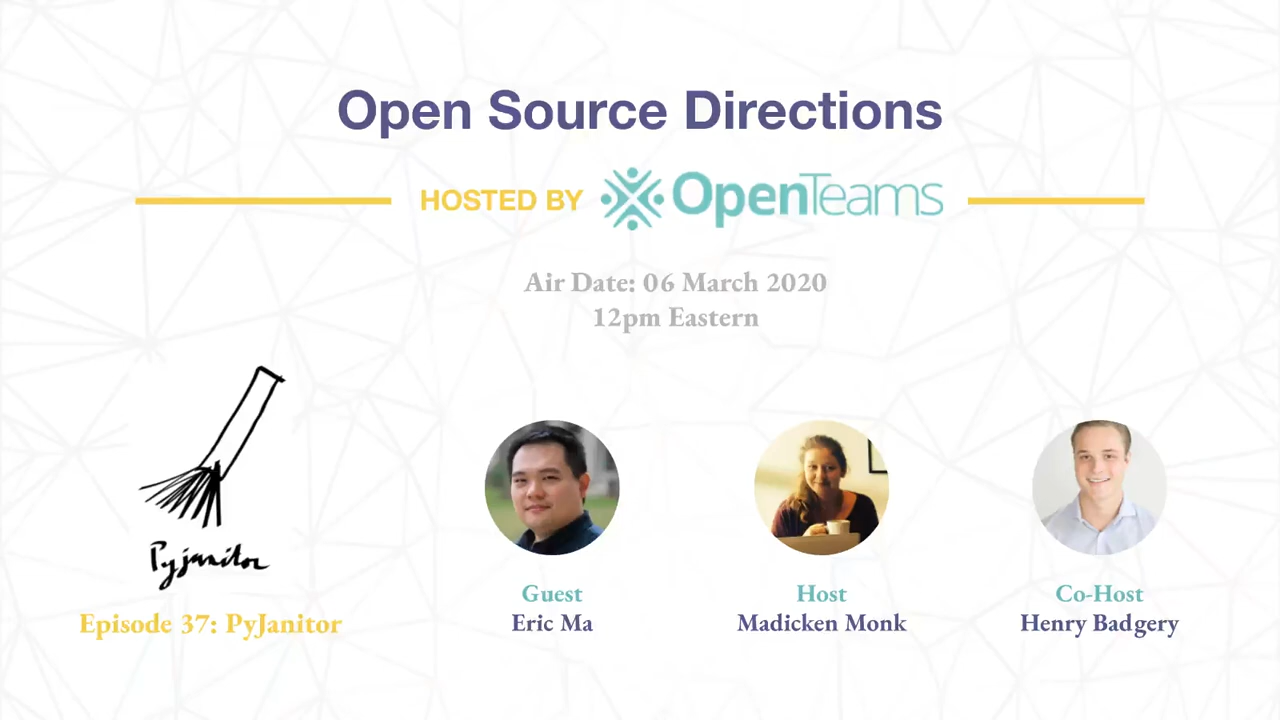 Open Source Directions
HOSTED BY OpenTeams
Air Date: 06 March 2020
12pm Eastern
Pyjanitor
Episode 37: PyJanitor
Guest
Eric Ma
Host
Madicken Monk
Co-Host
Henry Badgery